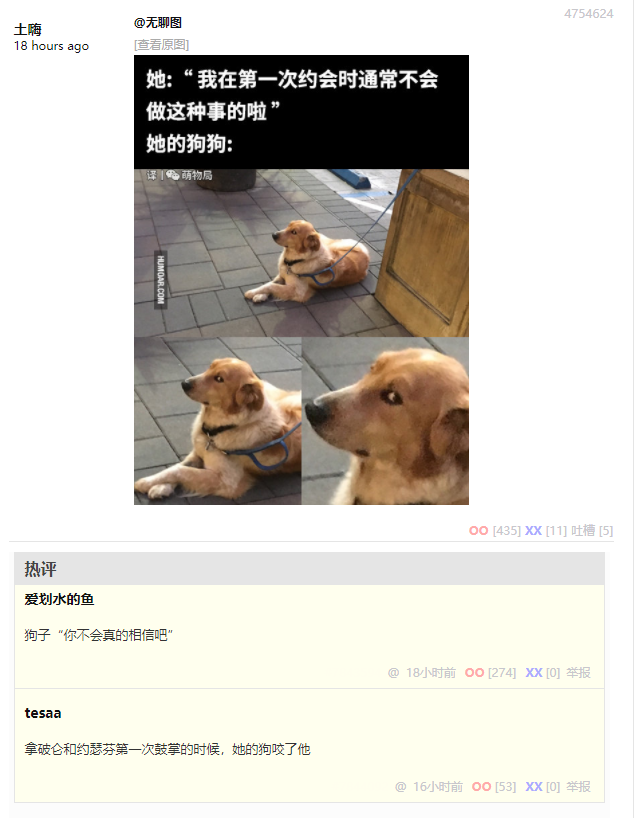 4754624
土嗨
18 hours ago
@无聊图
[查看原图]
她:“ 我在第一次约会时通常不会
做这种事的啦 ”
她的狗狗:
译 | 萌物局
HUMOAR.COM
OO [435] XX [11] 吐槽 [5]
热评
爱划水的鱼
狗子“你不会真的相信吧”
@ 18小时前 OO [274] XX [0] 举报
tesaa
拿破仑和约瑟芬第一次鼓掌的时候，她的狗咬了他
@ 16小时前 OO [53] XX [0] 举报